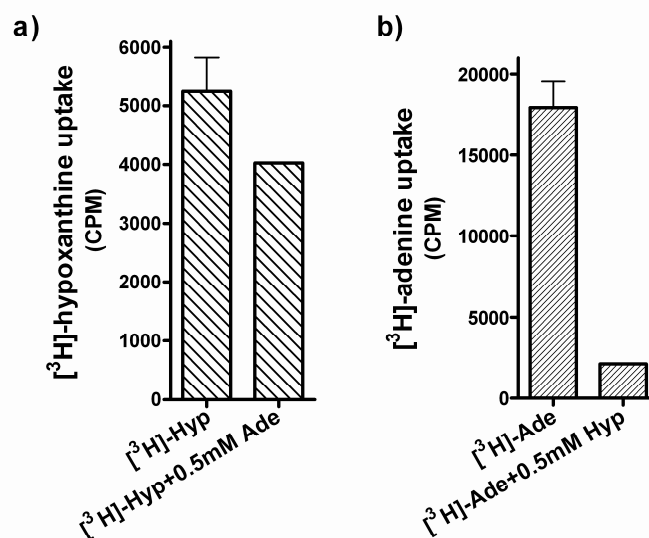 a)
[³H]-hypoxanthine uptake
(CPM)
6000
5000
4000
3000
2000
1000
0
[³H]-Hyp
[³H]-Hyp+0.5mM Ade
b)
[³H]-adenine uptake
(CPM)
20000
15000
10000
5000
0
[³H]-Ade
[³H]-Ade+0.5mM Hyp